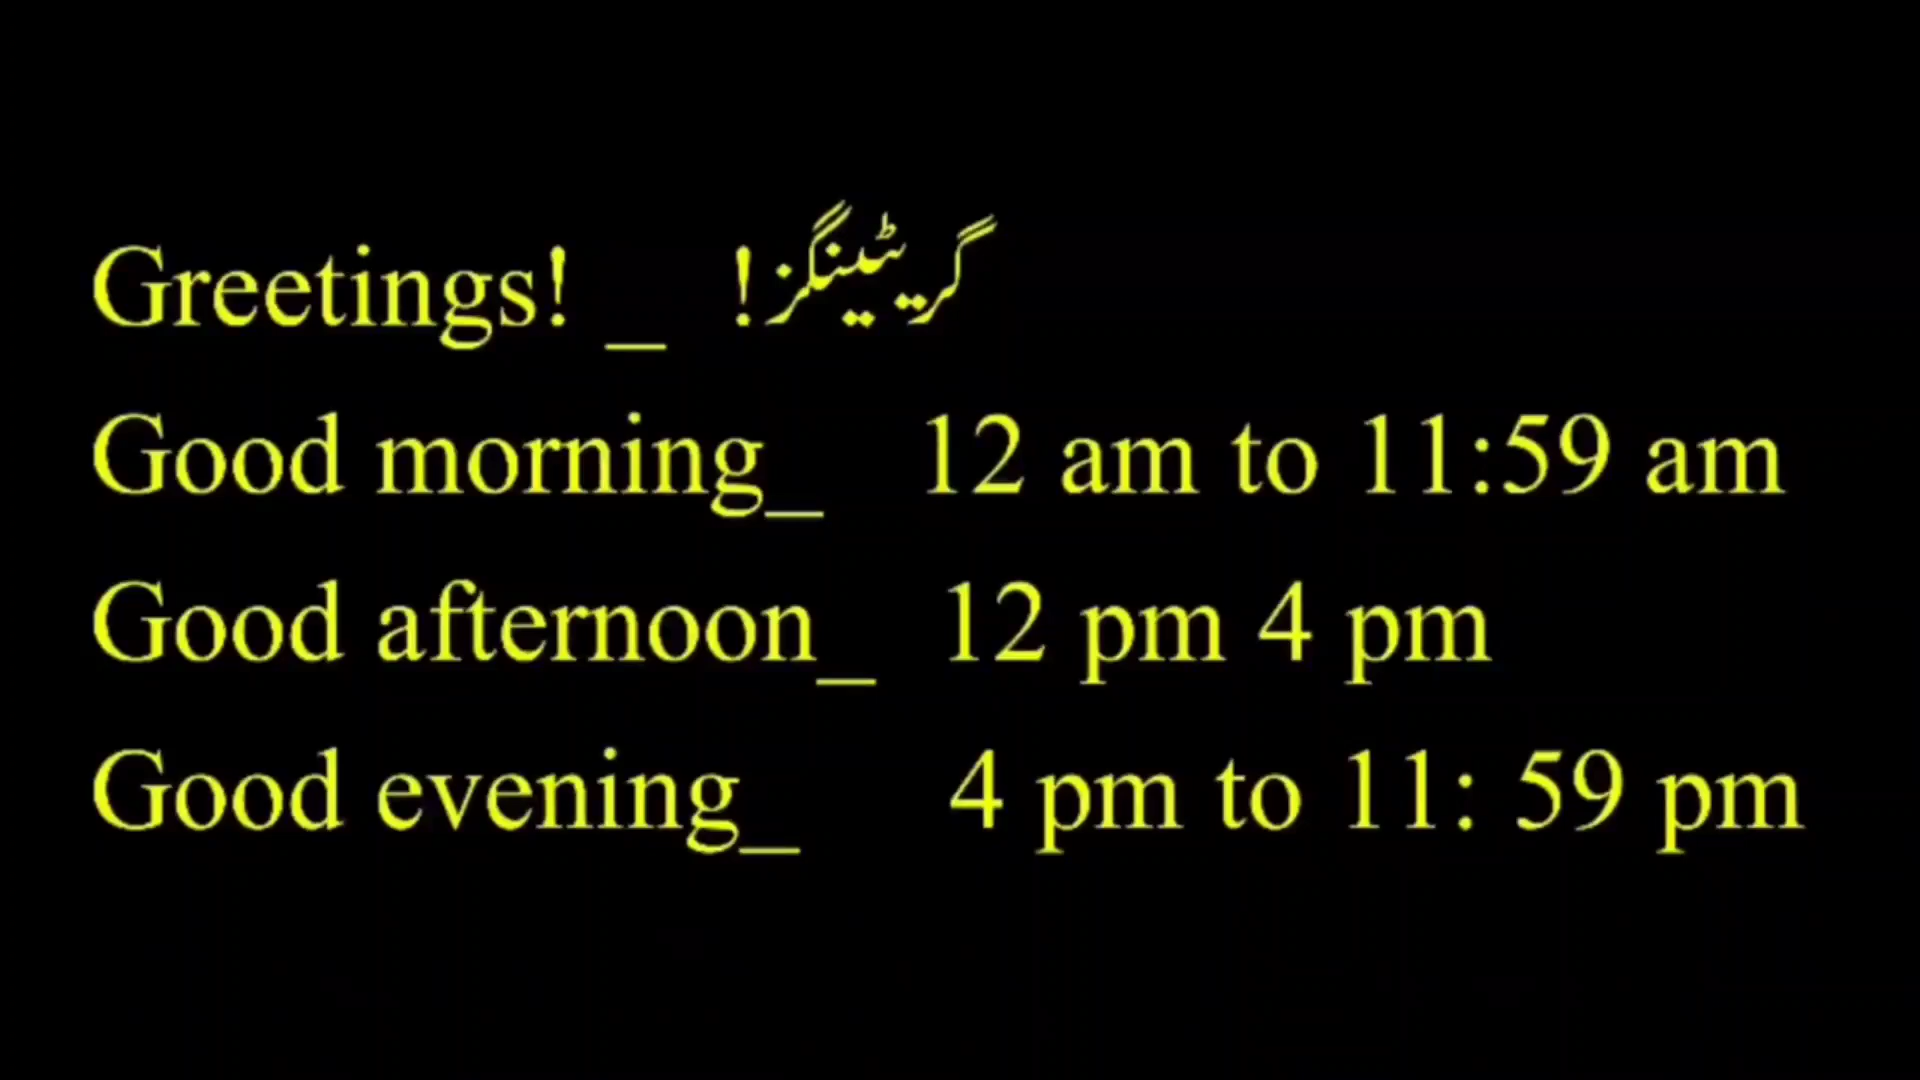 Greetings! _ گریٹینگز!
Good morning_ 12 am to 11:59 am
Good afternoon_ 12 pm 4 pm
Good evening_ 4 pm to 11: 59 pm